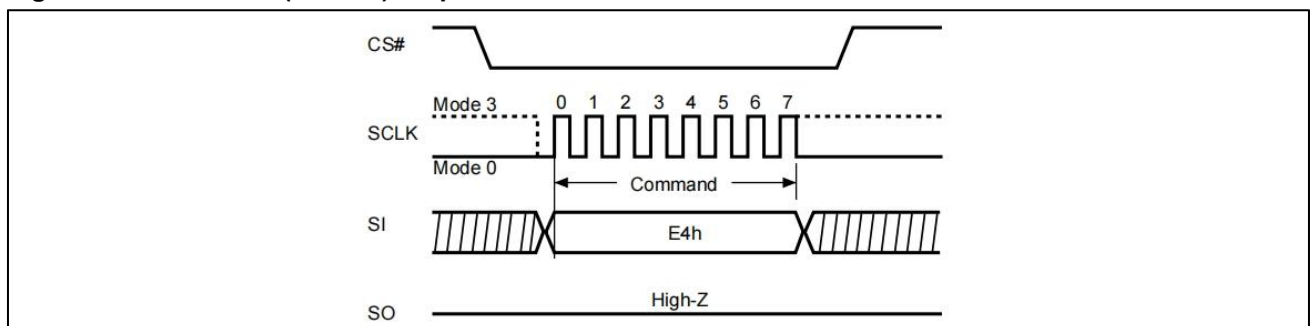 CS#
Mode 3
0 1 2 3 4 5 6 7
SCLK
Mode 0
Command
SI
E4h
High-Z
SO